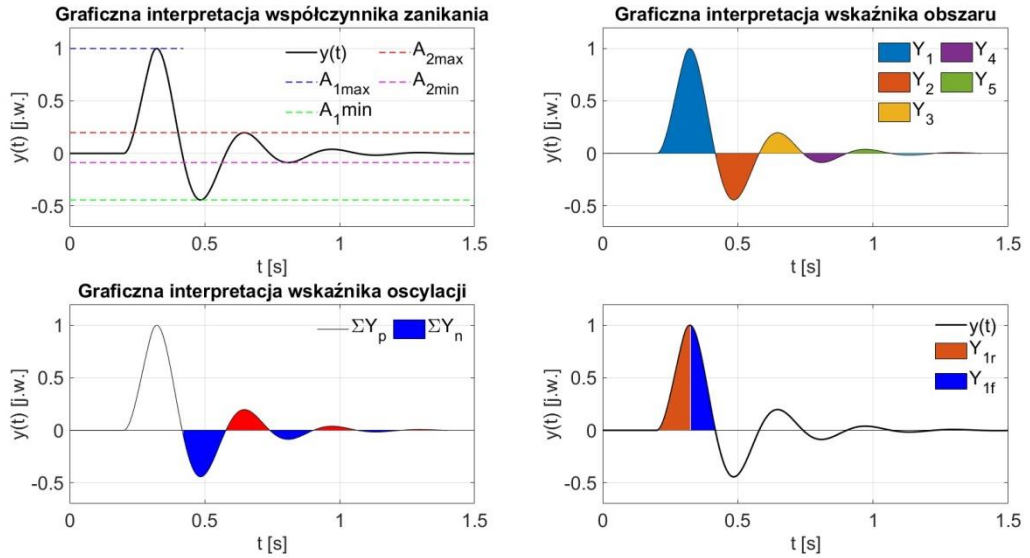 Graficzna interpretacja współczynnika zanikania
y(t) [j.w.]
1
0.5
0
-0.5
y(t)
A1max
A1min
A2max
A2min
0
0.5
1
1.5
t [s]
Graficzna interpretacja wskaźnika obszaru
y(t) [j.w.]
1
0.5
0
-0.5
Y1
Y2
Y3
Y4
Y5
0
0.5
1
1.5
t [s]
Graficzna interpretacja wskaźnika oscylacji
y(t) [j.w.]
1
0.5
0
-0.5
ΣYp
ΣYn
0
0.5
1
1.5
t [s]
y(t) [j.w.]
1
0.5
0
-0.5
y(t)
Y1r
Y1f
0
0.5
1
1.5
t [s]